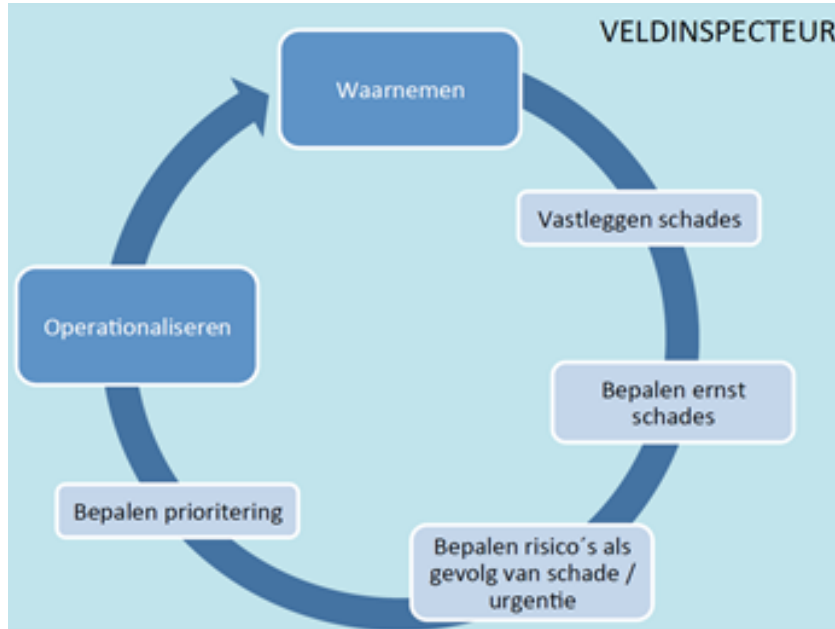 VELDINSPECTEUR
Waarnemen
Vastleggen schades
Bepalen ernst
schades
Bepalen risico´s als
gevolg van schade /
urgentie
Bepalen prioritering
Operationaliseren